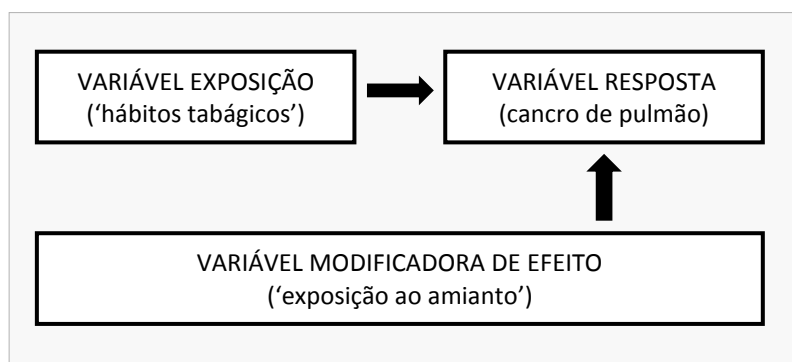 VARIÁVEL EXPOSIÇÃO
(‘hábitos tabágicos’)
VARIÁVEL RESPOSTA
(cancro de pulmão)
VARIÁVEL MODIFICADORA DE EFEITO
(‘exposição ao amianto’)